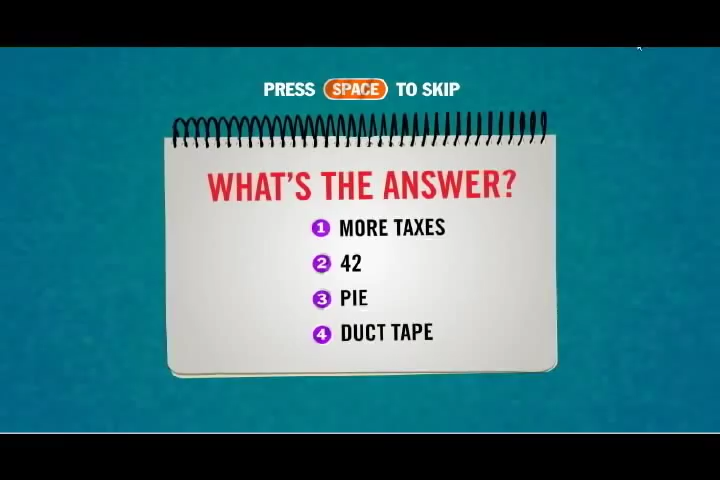 PRESS SPACE TO SKIP
WHAT'S THE ANSWER?
1 MORE TAXES
2 42
3 PIE
4 DUCT TAPE